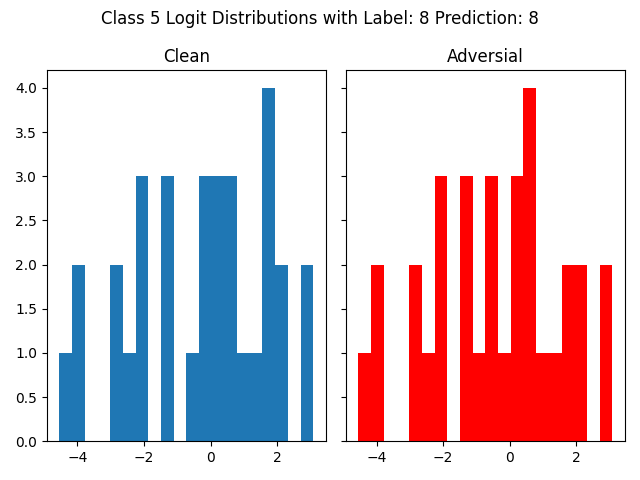 Class 5 Logit Distributions with Label: 8 Prediction: 8
Clean
Adversial
4.0
3.5
3.0
2.5
2.0
1.5
1.0
0.5
0.0
−4 −2 0 2
−4 −2 0 2